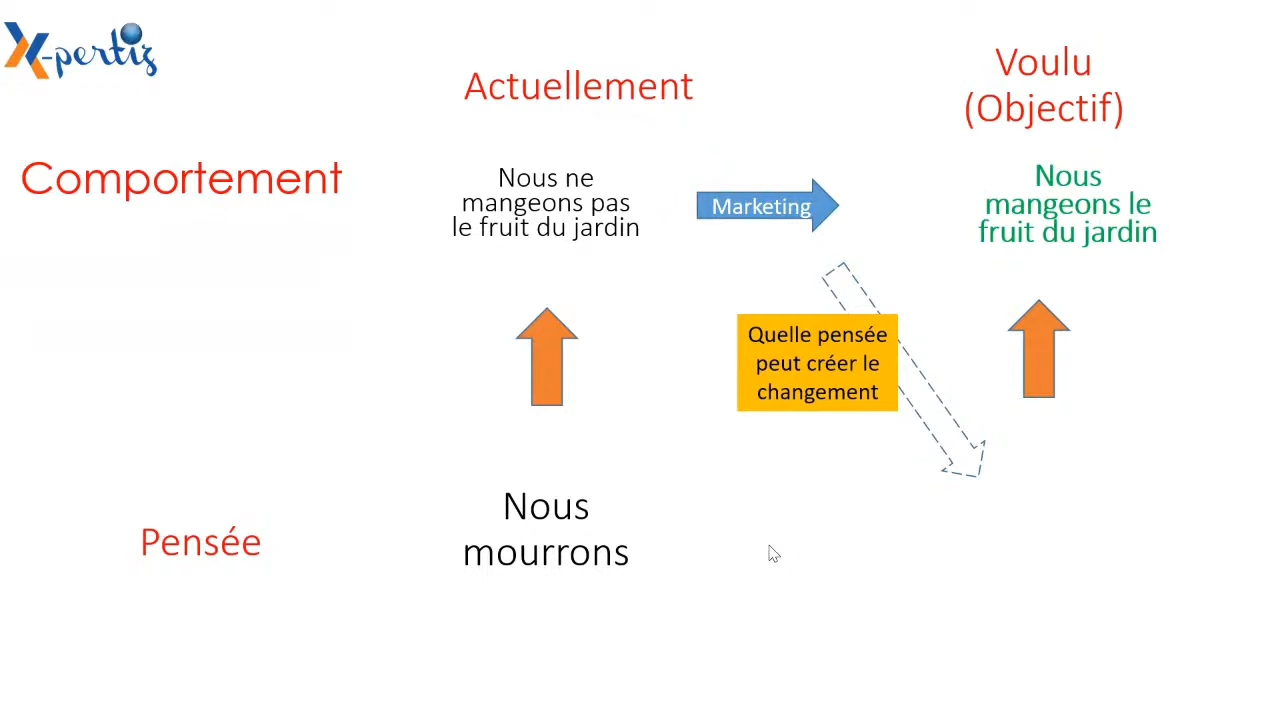 X-pertiz
Actuellement
Voulu
(Objectif)
Comportement
Nous ne
mangeons pas
le fruit du jardin
Marketing
Nous
mangeons le
fruit du jardin
Quelle pensée
peut créer le
changement
Pensée
Nous
mourrons